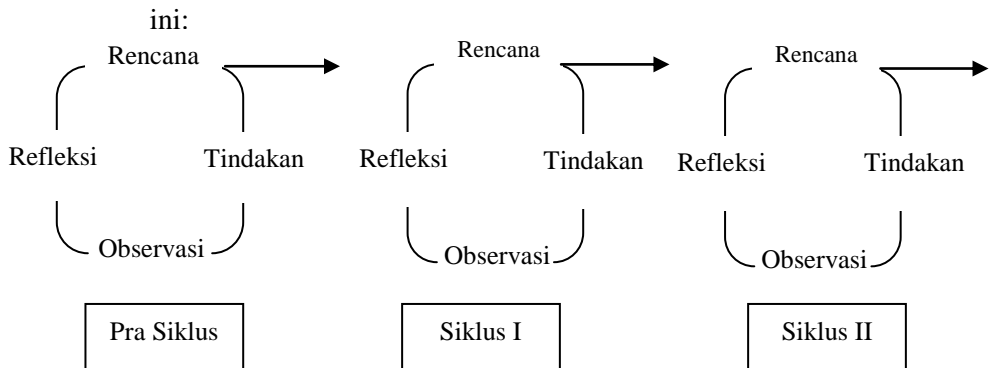 ini:
Rencana Rencana Rencana
Refleksi Tindakan Refleksi Tindakan Refleksi Tindakan
Observasi Observasi Observasi
Pra Siklus Siklus I Siklus II